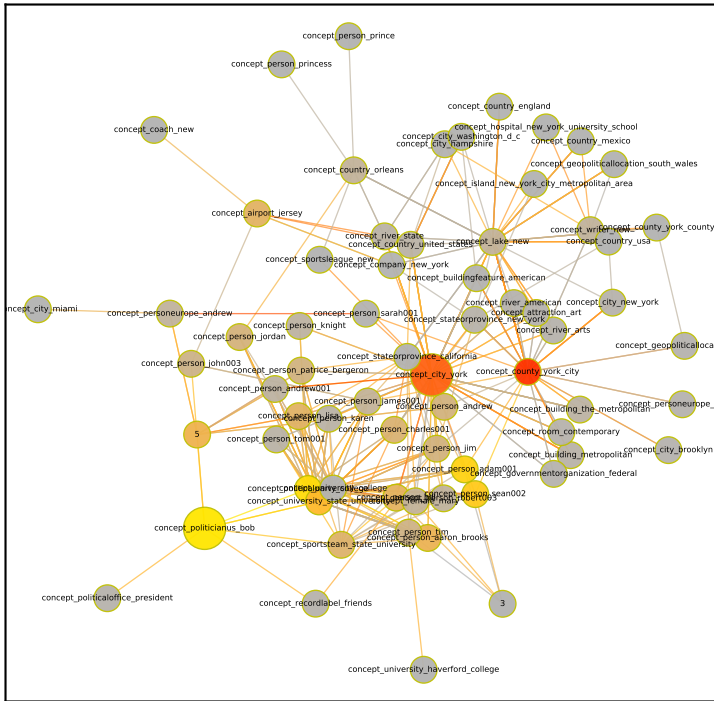 concept_person_prince
concept_person_princess
concept_country_england
concept_coach_new
concept_hospital_new_york_university_school
concept_city_washington_d_c
concept_city_hampshire
concept_country_mexico
concept_geopoliticallocation_south_wales
concept_country_orleans
concept_island_new_york_city_metropolitan_area
concept_airport_jersey
concept_river_state
concept_country_united_states
concept_lake_new
concept_writer_new
concept_county_york_county
concept_country_usa
concept_sportsleague_new
concept_company_new_york
concept_buildingfeature_american
concept_river_american
concept_city_new_york
concept_attraction_art
concept_city_miami
concept_personeurope_andrew
concept_person_sarah001
concept_stateorprovince_new_york
concept_river_arts
concept_person_jordan
concept_person_knight
concept_geopoliticalloca
concept_stateorprovince_california
concept_person_john003
concept_person_patrice_bergeron
concept_city_york
concept_county_york_city
concept_person_andrew001
concept_person_james001
concept_person_andrew
concept_building_the_metropolitan
concept_personeurope_
concept_person_lisa
concept_person_karen
concept_person_charles001
concept_room_contemporary
5
concept_person_tom001
concept_person_jim
concept_building_metropolitan
concept_city_brooklyn
concept_person_adam001
concept_governmentorganization_federal
concept_university_state_university
concept_female_mary
concept_person_sean002
concept_politicianus_bob
concept_person_tim
concept_person_aaron_brooks
concept_sportsteam_state_university
concept_politicaloffice_president
concept_recordlabel_friends
3
concept_university_haverford_college